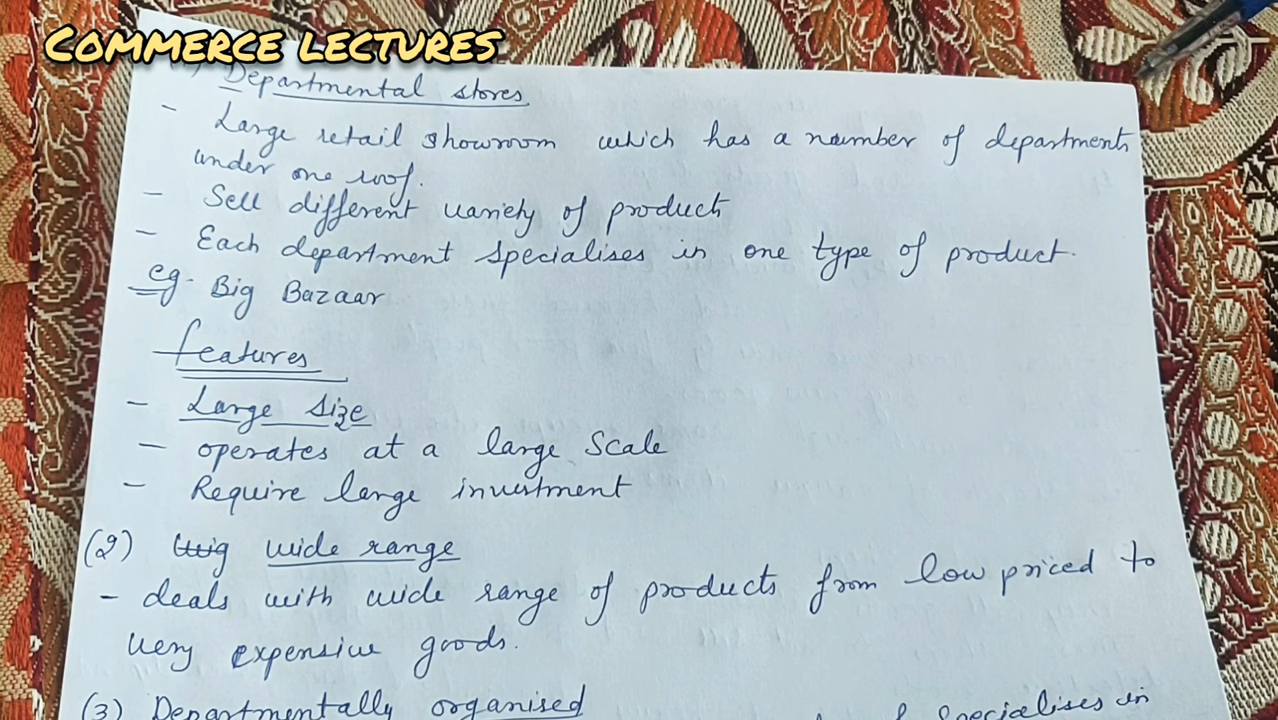 COMMERCE LECTURES
Departmental stores
- Large retail showroom which has a number of departments
under one roof.
- Sell different variety of product
- Each department specialises in one type of product.
eg. Big Bazaar
features
- Large size
- operates at a large scale
- Require large investment
(2) wide range
- deals with wide range of products from low priced to
very expensive goods.
(3) Departmentally organised
specialises in